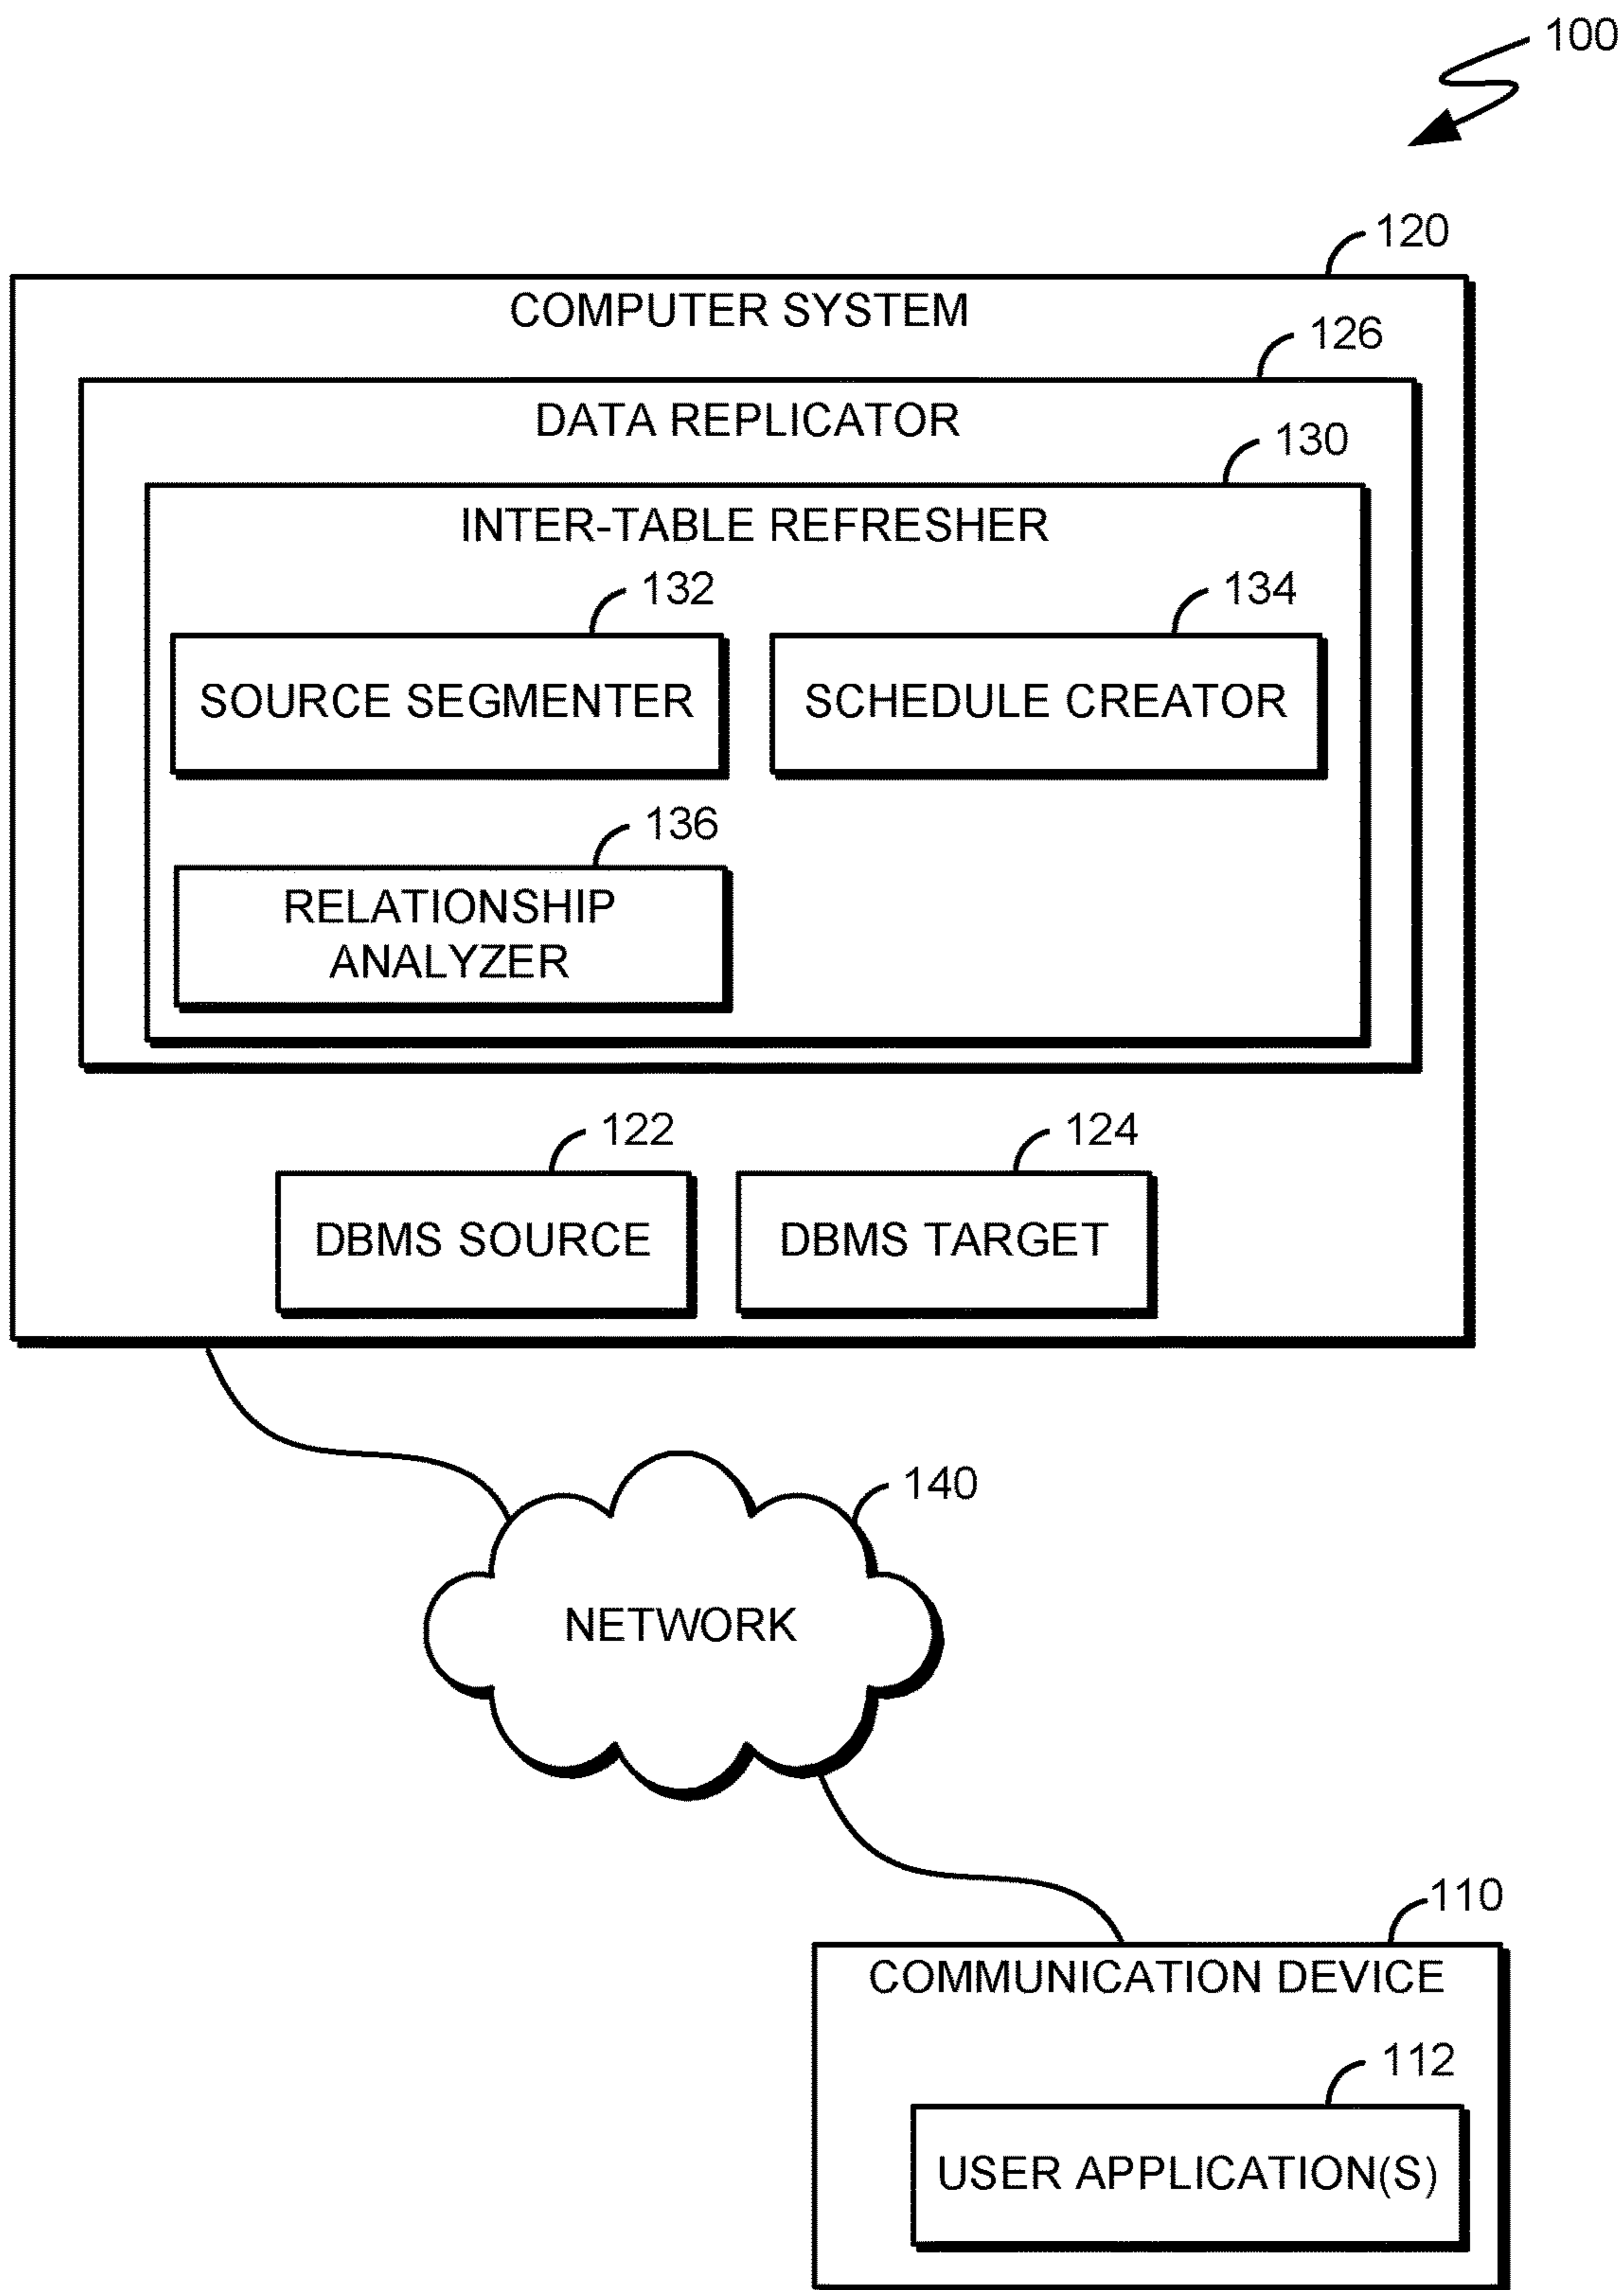 100
120
COMPUTER SYSTEM
126
DATA REPLICATOR
130
INTER-TABLE REFRESHER
132
134
SOURCE SEGMENTER
SCHEDULE CREATOR
136
RELATIONSHIP
ANALYZER
122
124
DBMS SOURCE
DBMS TARGET
140
NETWORK
110
COMMUNICATION DEVICE
112
USER APPLICATION(S)